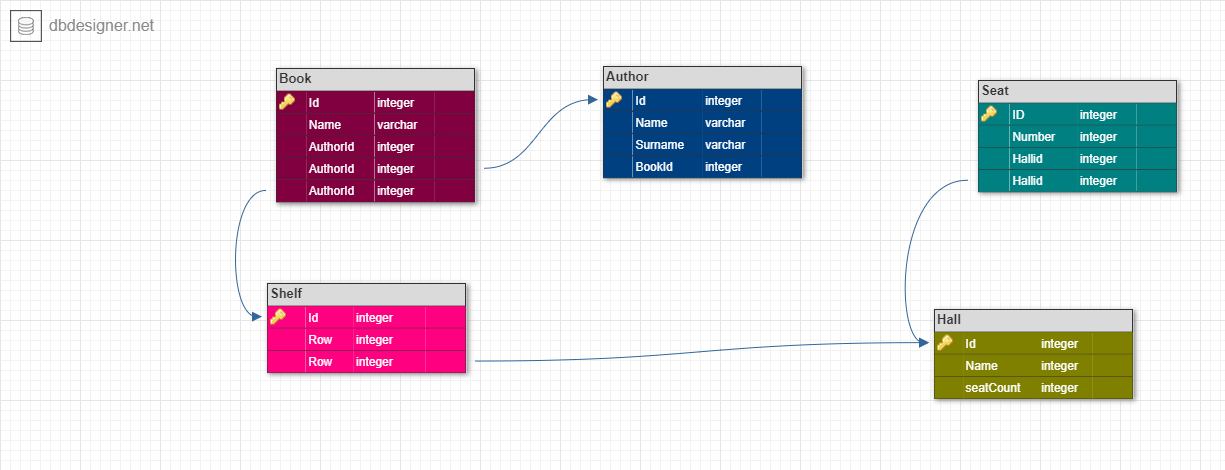 dbdesigner.net
Book
Id integer
Name varchar
AuthorId integer
AuthorId integer
AuthorId integer
Author
Id integer
Name varchar
Surname varchar
BookId integer
Seat
ID integer
Number integer
Hallid integer
Hallid integer
Shelf
Id integer
Row integer
Row integer
Hall
Id integer
Name integer
seatCount integer